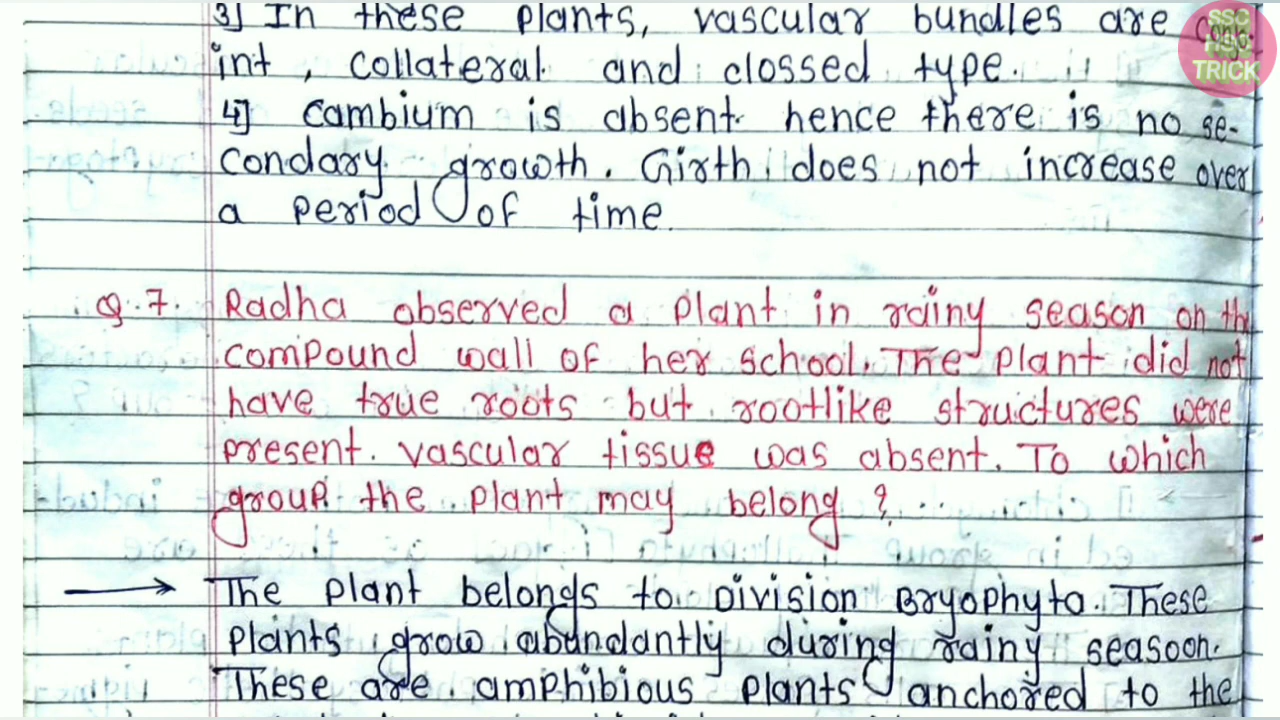 3] In these plants, vascular bundles are conjo
int, collateral and clossed type.
4] cambium is absent hence there is no se-
condary growth. Girth does not increase over
a period of time.
Q.7. Radha observed a plant in rainy season on the
compound wall of her school. The plant did not
have true roots but rootlike structures were
present. vascular tissue was absent. To which
group the plant may belong?
→ The plant belongs to Division Bryophyta. These
plants grow abundantly during rainy seasoon.
These are amphibious plants anchored to the
SSC
HSC
TRICK